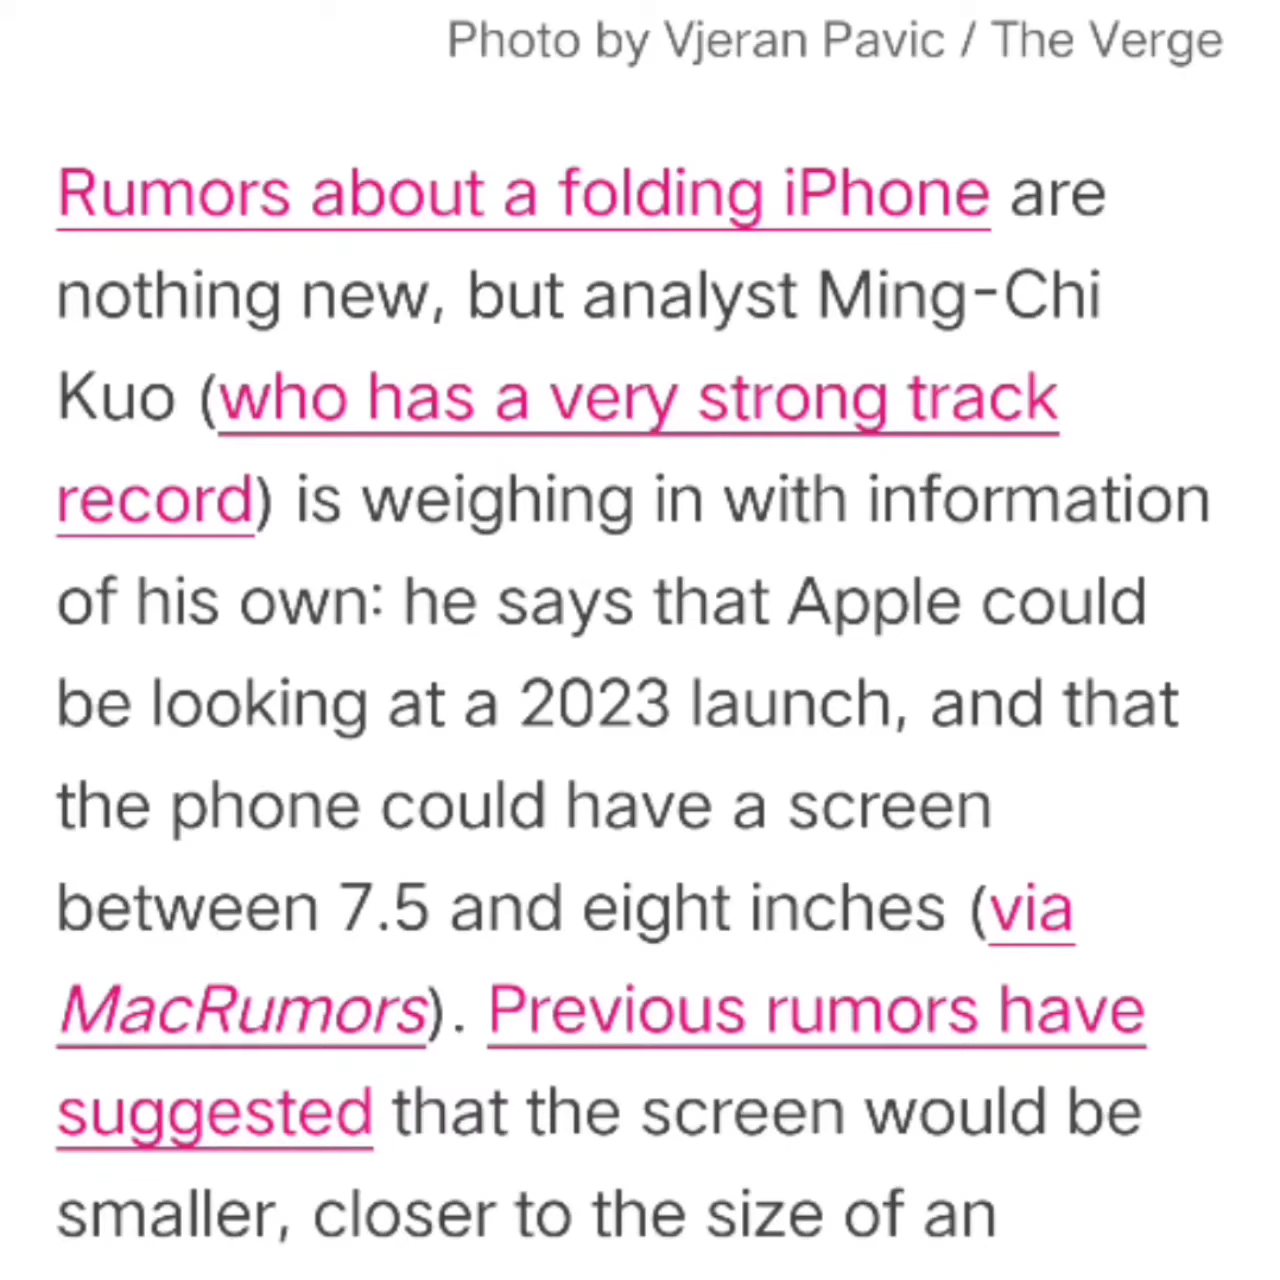 Photo by Vjeran Pavic / The Verge
Rumors about a folding iPhone are
nothing new, but analyst Ming-Chi
Kuo (who has a very strong track
record) is weighing in with information
of his own: he says that Apple could
be looking at a 2023 launch, and that
the phone could have a screen
between 7.5 and eight inches (via
MacRumors). Previous rumors have
suggested that the screen would be
smaller, closer to the size of an